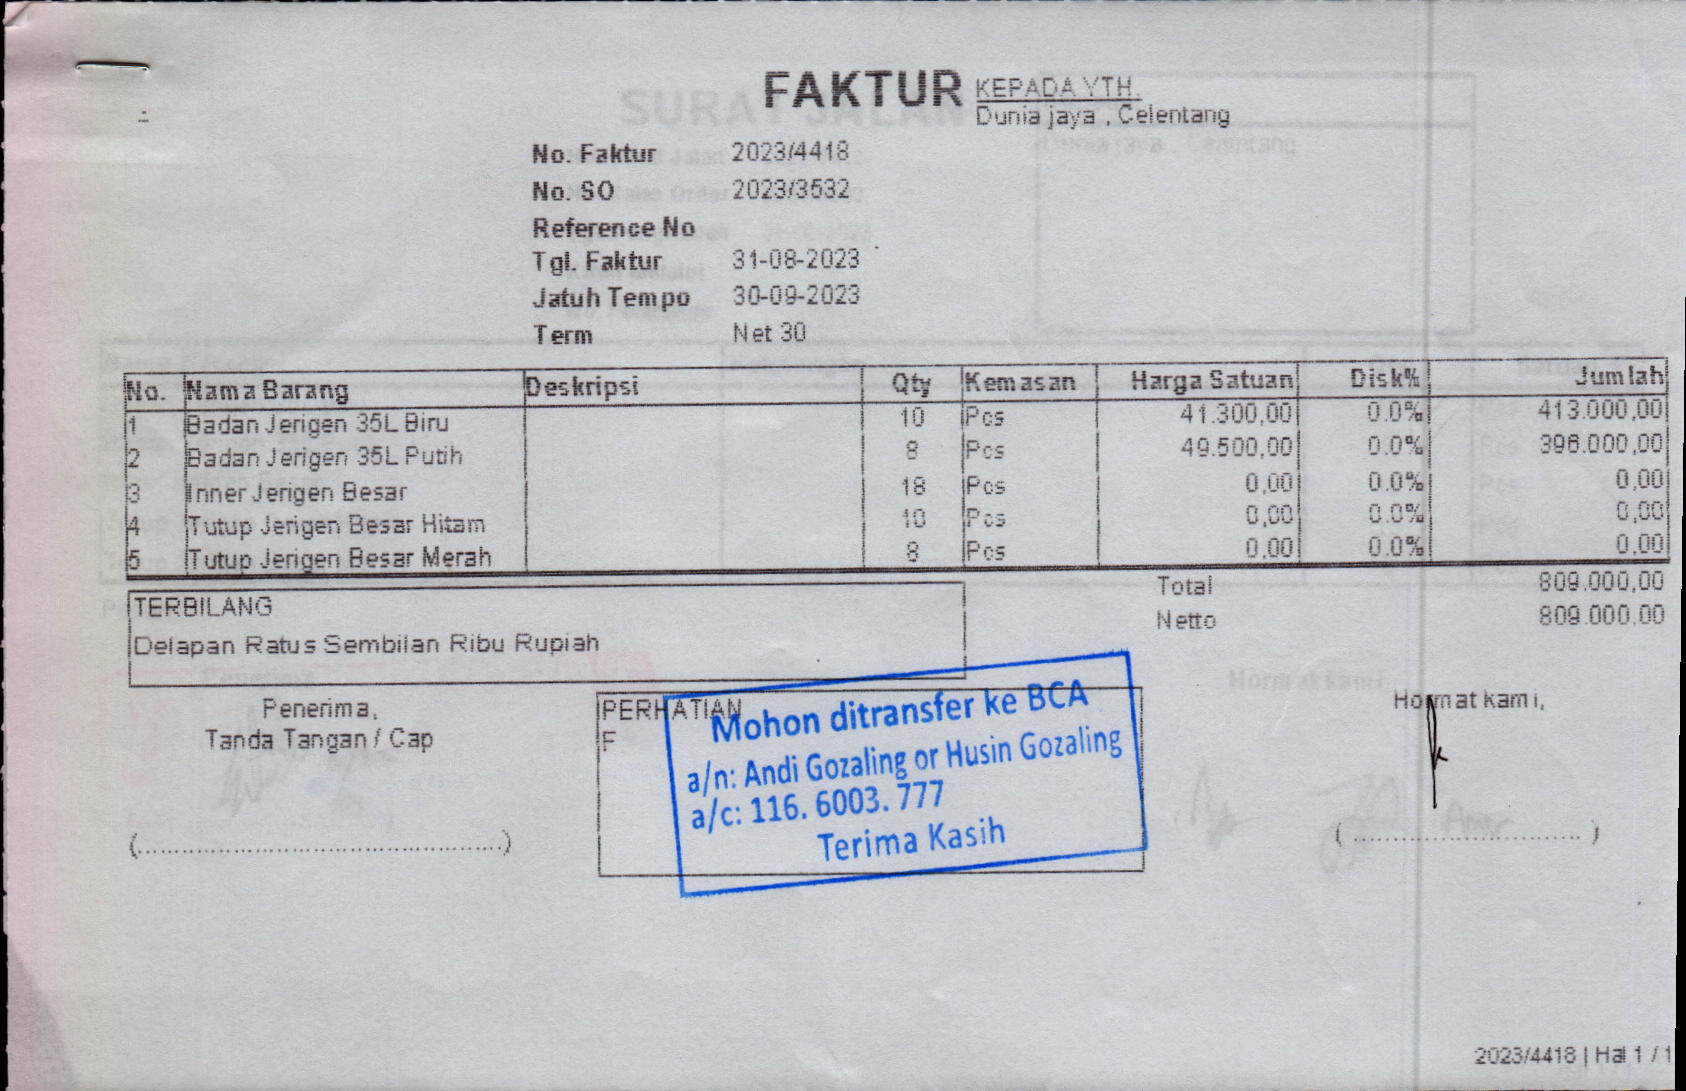 FAKTUR
KEPADA YTH.
Dunia jaya , Celentang
No. Faktur 2023/4418
No. SO 2023/3532
Reference No
Tgl. Faktur 31-08-2023
Jatuh Tempo 30-09-2023
Term Net 30
No. Nama Barang Deskripsi Qty Kemasan Harga Satuan Disk% Jumlah
1 Badan Jerigen 35L Biru 10 Pcs 41.300,00 0.0% 413.000,00
2 Badan Jerigen 35L Putih 8 Pcs 49.500,00 0.0% 396.000,00
3 Inner Jerigen Besar 18 Pcs 0,00 0.0% 0,00
4 Tutup Jerigen Besar Hitam 10 Pcs 0,00 0.0% 0,00
5 Tutup Jerigen Besar Merah 8 Pcs 0,00 0.0% 0,00
Total 809.000,00
Netto 809.000,00
TERBILANG
Delapan Ratus Sembilan Ribu Rupiah
Penerima,
Tanda Tangan / Cap
(..............................................)
PERHATIAN
F
Mohon ditransfer ke BCA
a/n: Andi Gozaling or Husin Gozaling
a/c: 116. 6003. 777
Terima Kasih
Hormat kami,
( ............................. )
2023/4418 | Hal 1 / 1